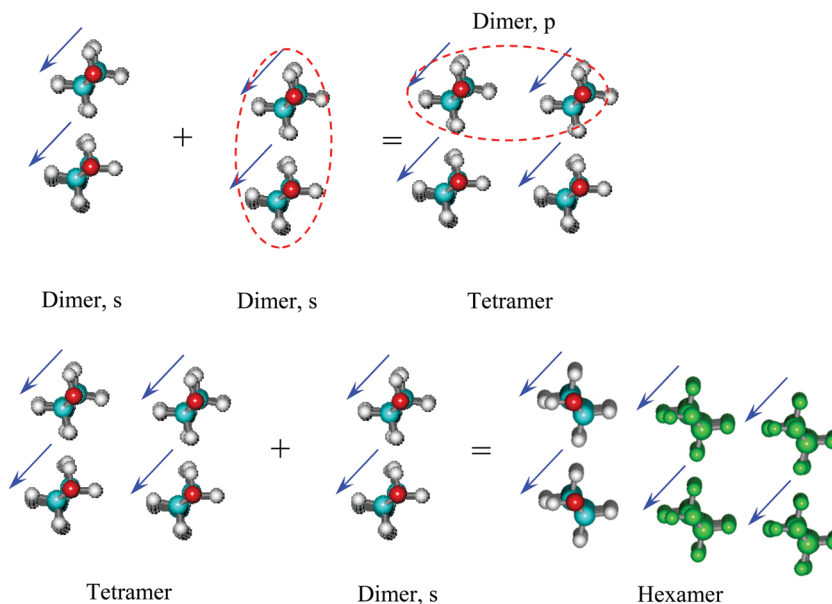 Dimer, p
+
=
Dimer, s
Dimer, s
Tetramer
+
=
Tetramer
Dimer, s
Hexamer